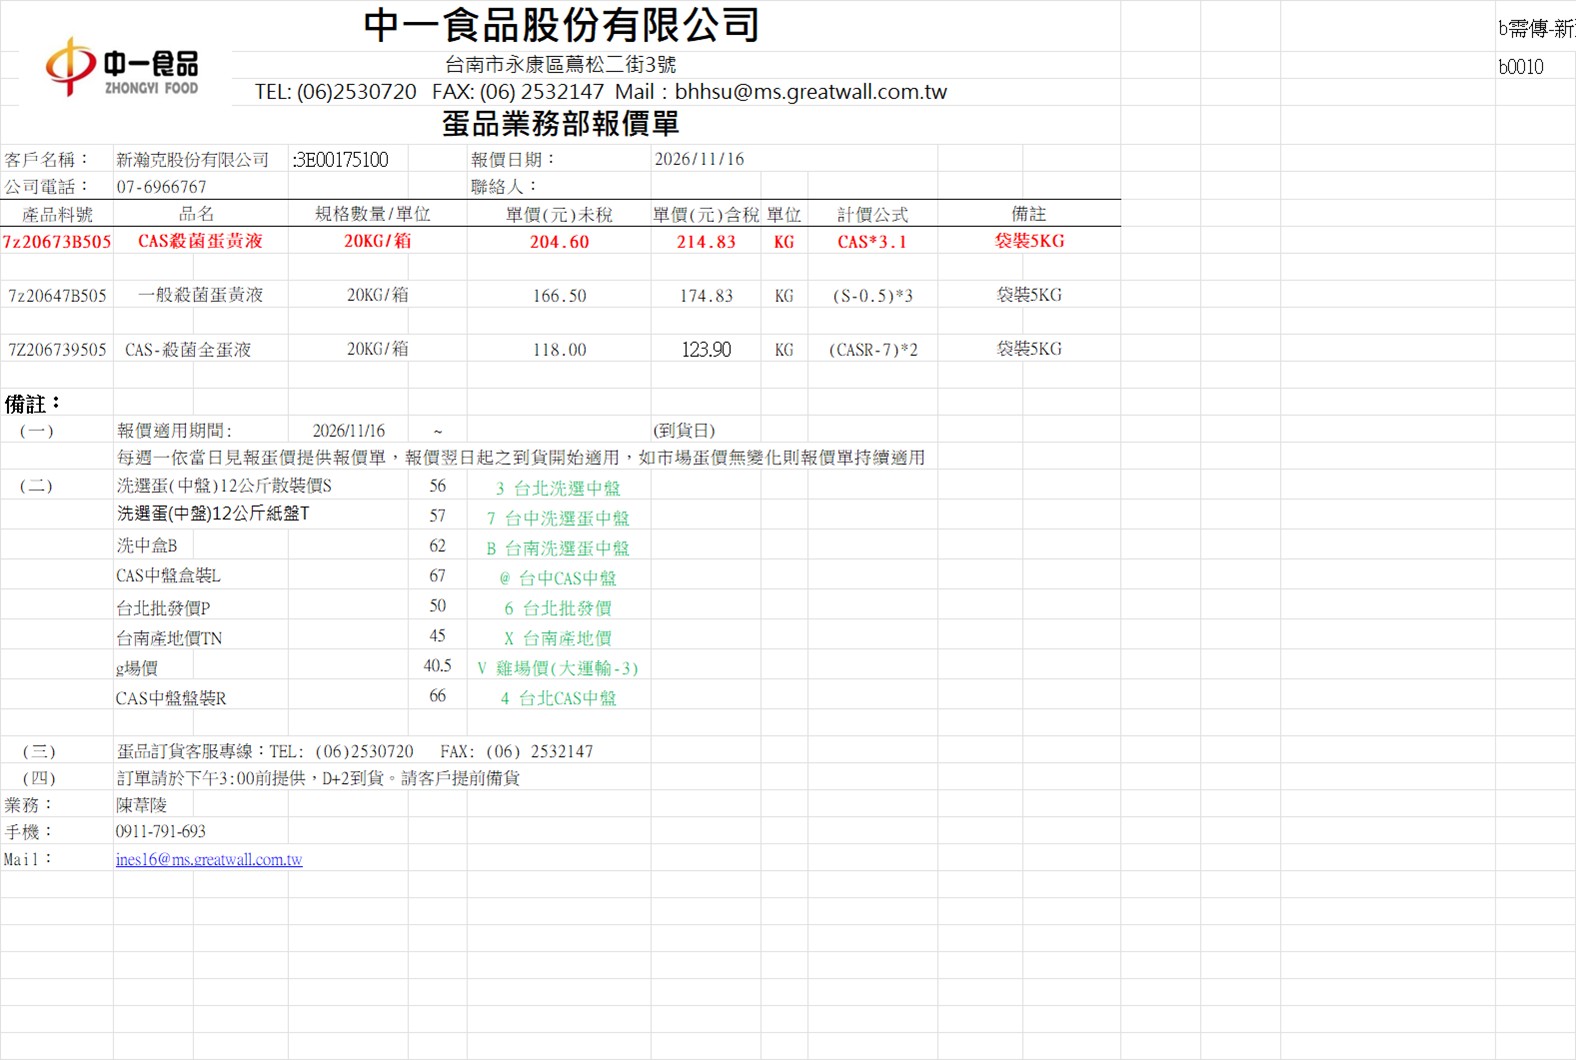 中一食品股份有限公司
b需傳-新
中一食品
ZHONGYI FOOD
台南市永康區蔦松二街3號
b0010
TEL: (06)2530720 FAX: (06) 2532147 Mail：bhhsu@ms.greatwall.com.tw
蛋品業務部報價單
客戶名稱： 新瀚克股份有限公司 :3E00175100 報價日期： 2026/11/16
公司電話： 07-6966767 聯絡人：
產品料號 品名 規格數量/單位 單價(元)未稅 單價(元)含稅 單位 計價公式 備註
7z20673B505 CAS殺菌蛋黃液 20KG/箱 204.60 214.83 KG CAS*3.1 袋裝5KG
7z20647B505 一般殺菌蛋黃液 20KG/箱 166.50 174.83 KG (S-0.5)*3 袋裝5KG
7Z206739505 CAS-殺菌全蛋液 20KG/箱 118.00 123.90 KG (CASR-7)*2 袋裝5KG
備註：
(一) 報價適用期間: 2026/11/16 ~ (到貨日)
每週一依當日見報蛋價提供報價單，報價翌日起之到貨開始適用，如市場蛋價無變化則報價單持續適用
(二) 洗選蛋(中盤)12公斤散裝價S 56 3 台北洗選中盤
洗選蛋(中盤)12公斤紙盤T 57 7 台中洗選蛋中盤
洗中盒B 62 B 台南洗選蛋中盤
CAS中盤盒裝L 67 @ 台中CAS中盤
台北批發價P 50 6 台北批發價
台南產地價TN 45 X 台南產地價
g場價 40.5 V 雞場價(大運輸-3)
CAS中盤盤裝R 66 4 台北CAS中盤
(三) 蛋品訂貨客服專線：TEL: (06)2530720 FAX: (06) 2532147
(四) 訂單請於下午3:00前提供，D+2到貨。請客戶提前備貨
業務： 陳葦陵
手機： 0911-791-693
Mail： ines16@ms.greatwall.com.tw